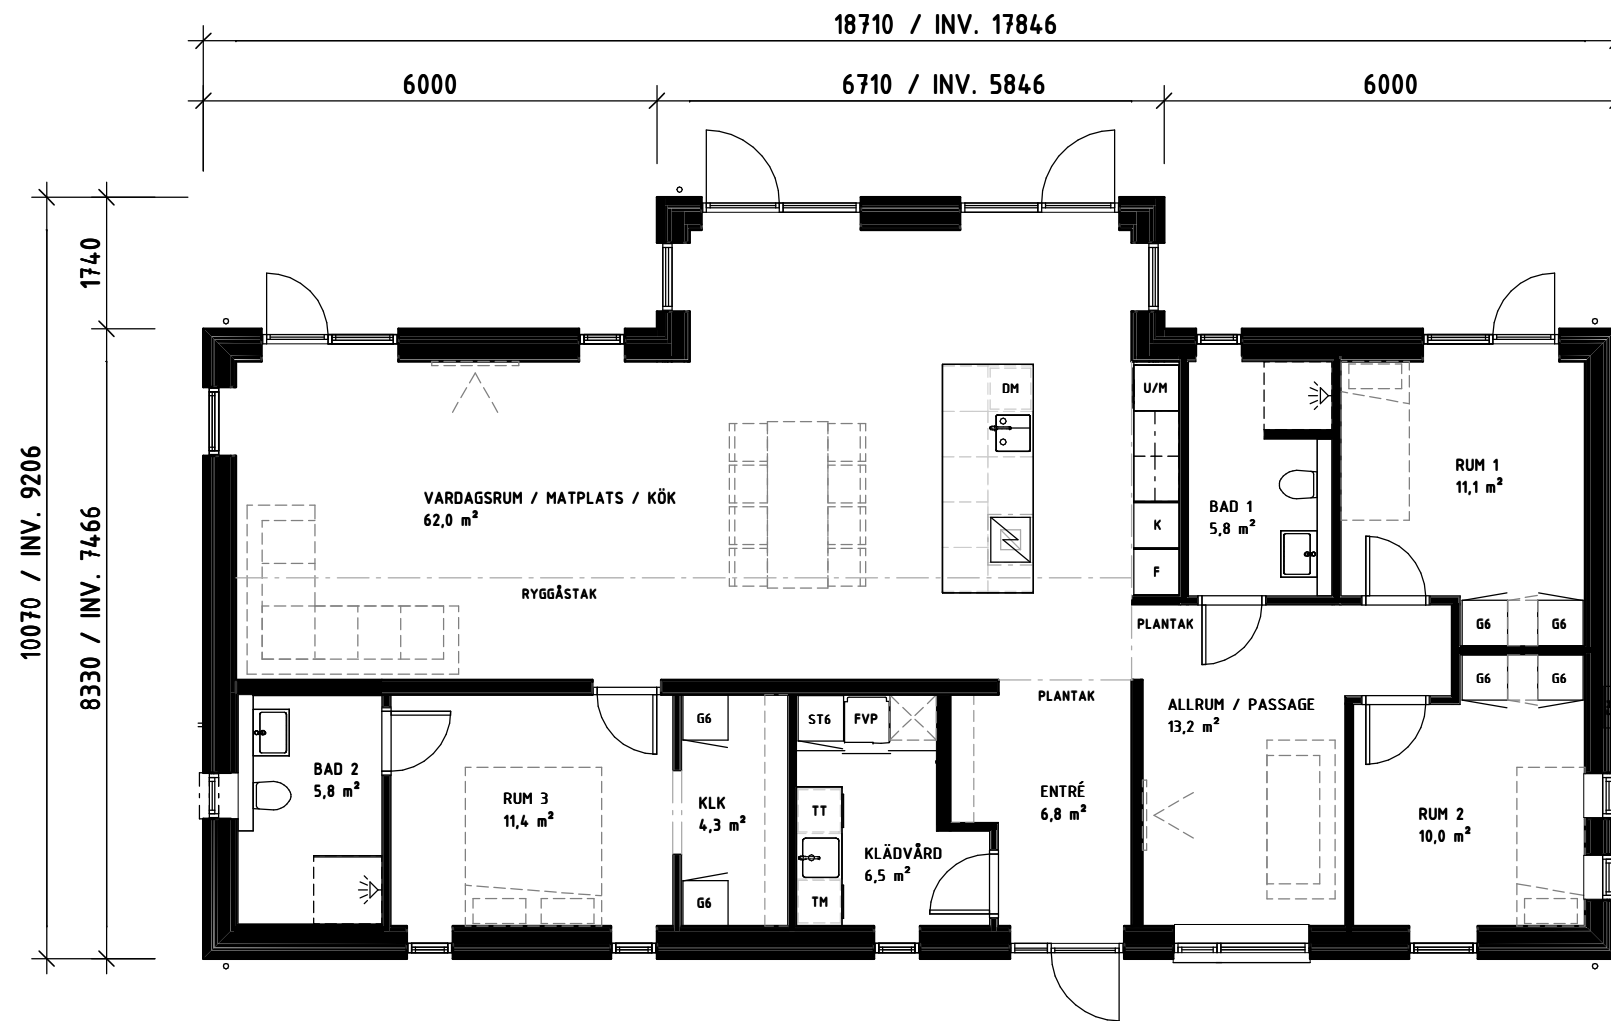 18710 / INV. 17846
6000
6710 / INV. 5846
6000
1740
10070 / INV. 9206
8330 / INV. 7466
DM
U/M
K
F
VARDAGSRUM / MATPLATS / KÖK
62,0 m²
RYGGÅSTAK
BAD 1
5,8 m²
RUM 1
11,1 m²
PLANTAK
G6
G6
G6
G6
PLANTAK
ALLRUM / PASSAGE
13,2 m²
G6
ST6
FVP
BAD 2
5,8 m²
RUM 3
11,4 m²
KLK
4,3 m²
TT
ENTRÉ
6,8 m²
RUM 2
10,0 m²
KLÄDVÅRD
6,5 m²
G6
TM